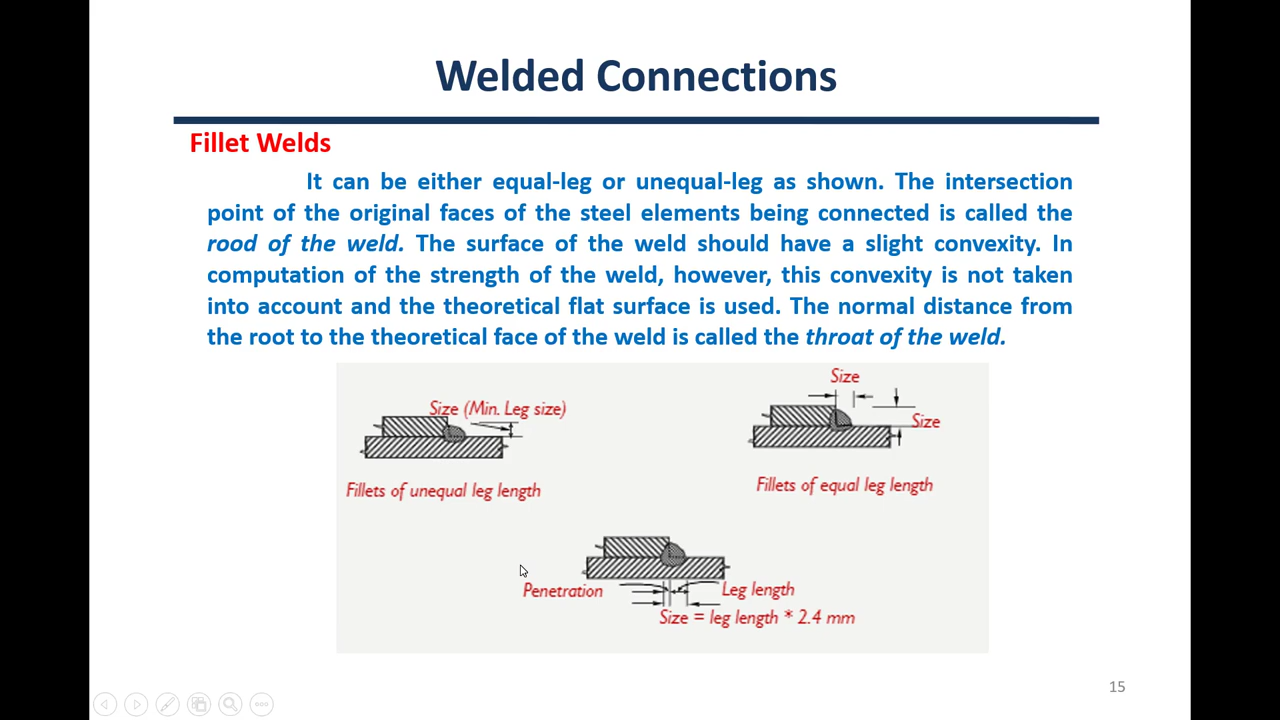 Welded Connections
Fillet Welds
It can be either equal-leg or unequal-leg as shown. The intersection
point of the original faces of the steel elements being connected is called the
rood of the weld. The surface of the weld should have a slight convexity. In
computation of the strength of the weld, however, this convexity is not taken
into account and the theoretical flat surface is used. The normal distance from
the root to the theoretical face of the weld is called the throat of the weld.
Size (Min. Leg size)
Fillets of unequal leg length
Size
Size
Fillets of equal leg length
Penetration
Leg length
Size = leg length * 2.4 mm
15